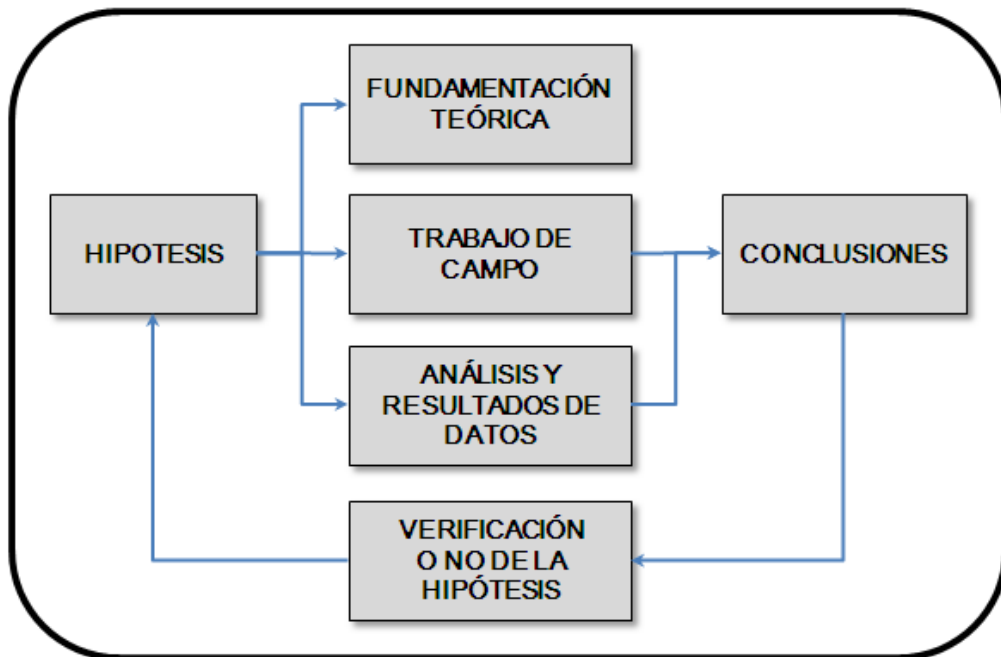 FUNDAMENTACIÓN
TEÓRICA
HIPOTESIS
TRABAJO DE
CAMPO
CONCLUSIONES
ANÁLISIS Y
RESULTADOS DE
DATOS
VERIFICACIÓN
O NO DE LA
HIPÓTESIS